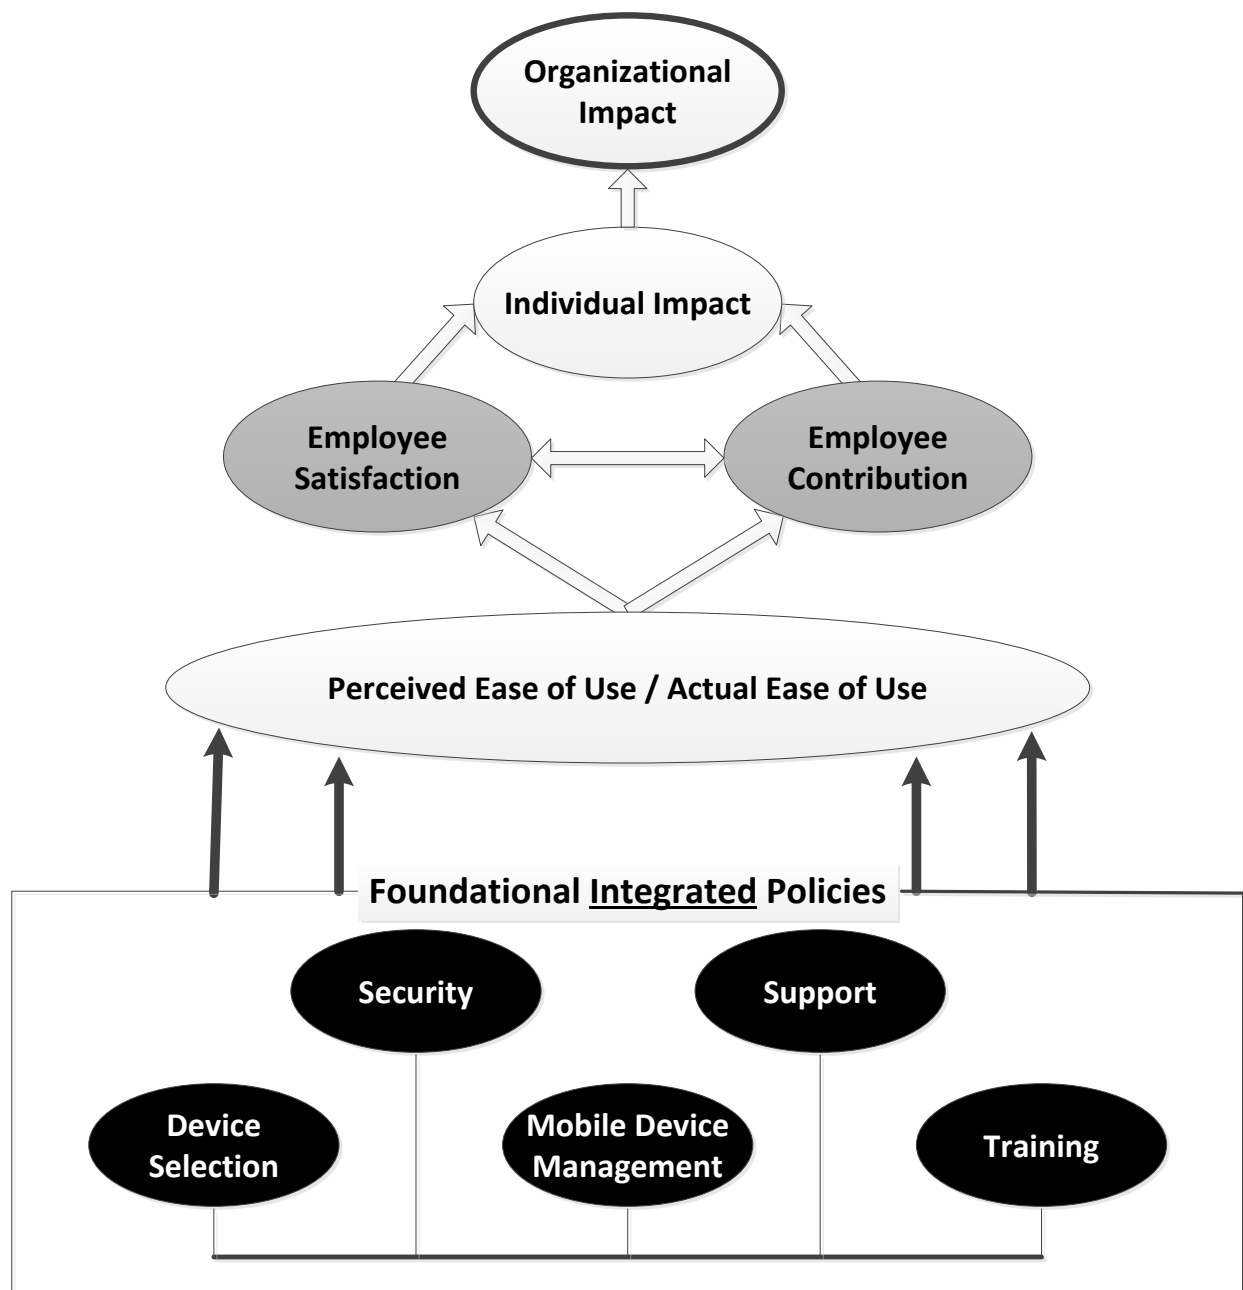 Organizational
Impact
Individual Impact
Employee
Satisfaction
Employee
Contribution
Perceived Ease of Use / Actual Ease of Use
Foundational Integrated Policies
Security
Support
Device
Selection
Mobile Device
Management
Training